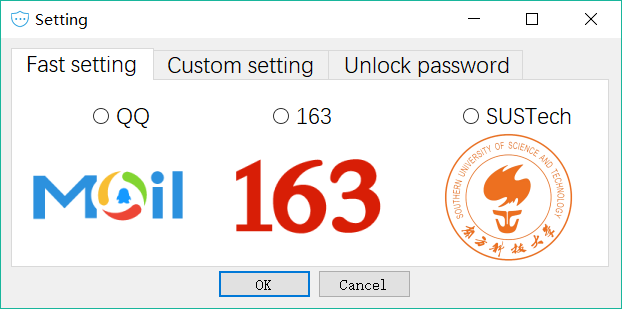 Setting
Fast setting
Custom setting
Unlock password
QQ
163
SUSTech
Mail
163
SOUTHERN UNIVERSITY OF SCIENCE AND TECHNOLOGY
南方科技大学
OK
Cancel